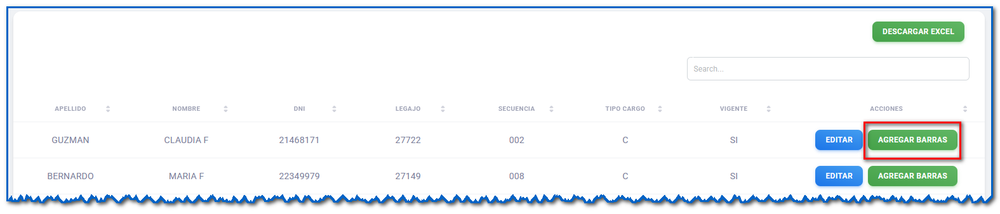 DESCARGAR EXCEL
Search...
APELLIDO NOMBRE DNI LEGAJO SECUENCIA TIPO CARGO VIGENTE ACCIONES
GUZMAN CLAUDIA F 21468171 27722 002 C SI EDITAR AGREGAR BARRAS
BERNARDO MARIA F 22349979 27149 008 C SI EDITAR AGREGAR BARRAS